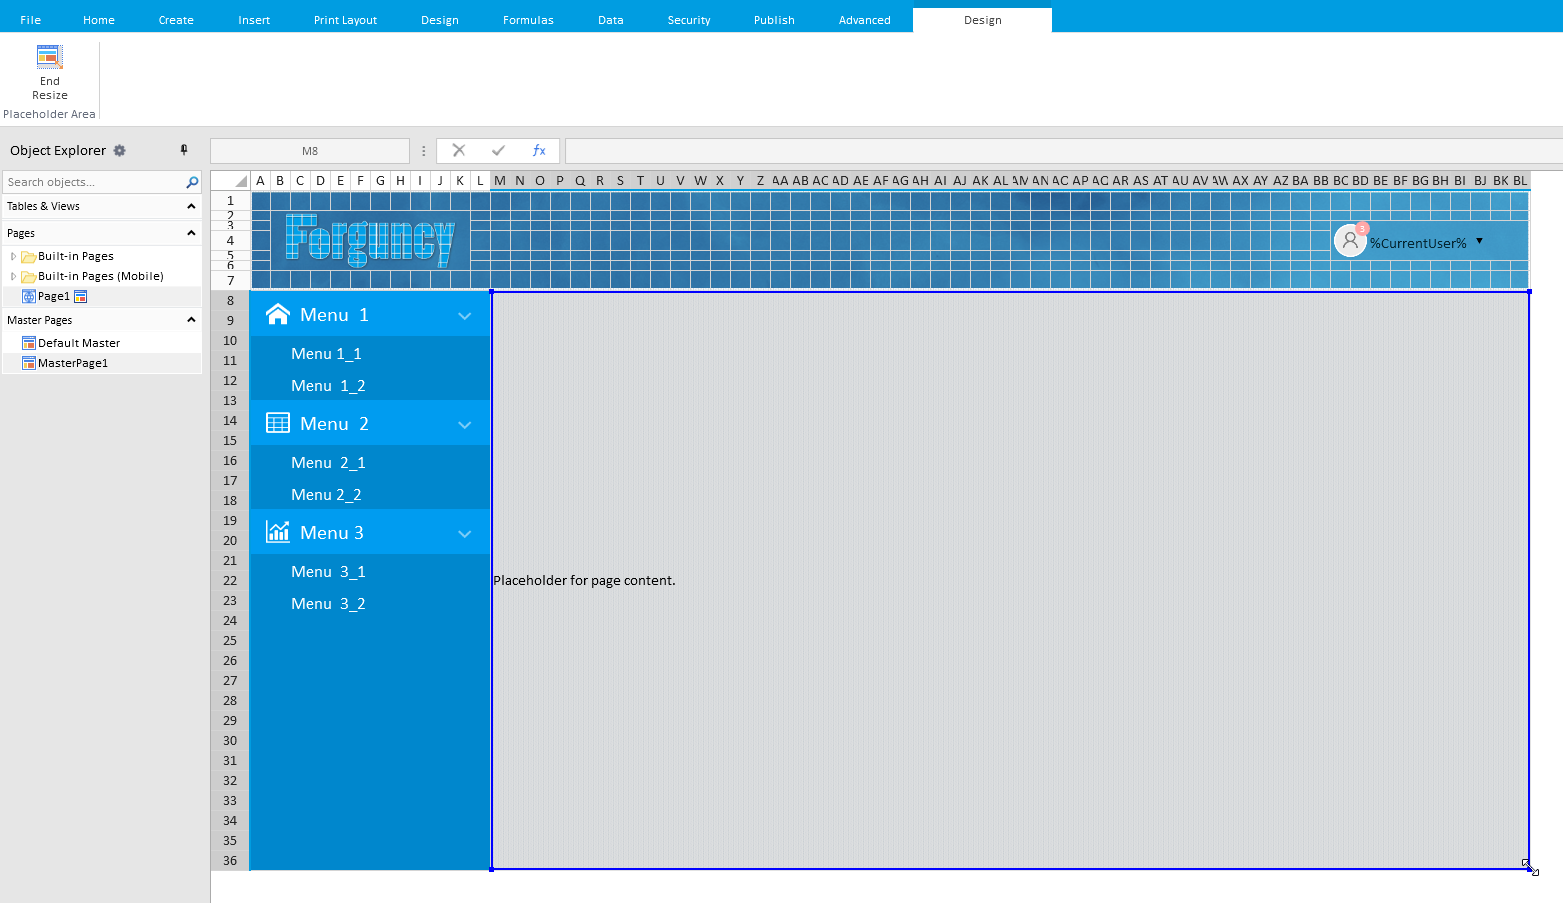 File Home Create Insert Print Layout Design Formulas Data Security Publish Advanced Design
End
Resize
Placeholder Area
Object Explorer
M8
fx
Search objects...
Tables & Views
Pages
Built-in Pages
Built-in Pages (Mobile)
Page1
Master Pages
Default Master
MasterPage1
A B C D E F G H I J K L M N O P Q R S T U V W X Y Z AA AB AC AD AE AF AG AH AI AJ AK AL AM AN AO AP AQ AR AS AT AU AV AW AX AY AZ BA BB BC BD BE BF BG BH BI BJ BK BL
1
2
3
4
5
6
7
8
9
10
11
12
13
14
15
16
17
18
19
20
21
22
23
24
25
26
27
28
29
30
31
32
33
34
35
36
Forguncy
3
%CurrentUser%
Menu 1
Menu 1_1
Menu 1_2
Menu 2
Menu 2_1
Menu 2_2
Menu 3
Menu 3_1
Menu 3_2
Placeholder for page content.